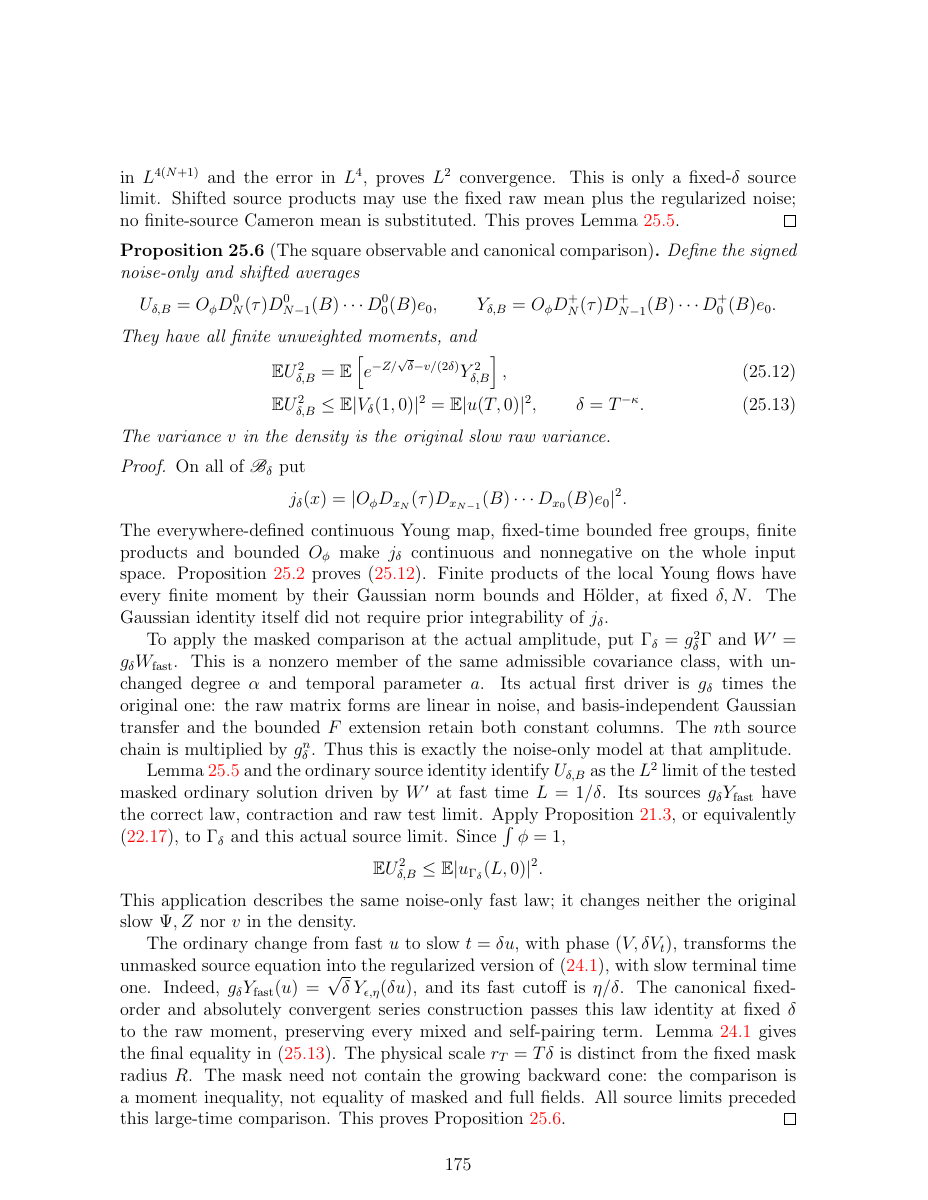 in L^{4(N+1)} and the error in L^4, proves L^2 convergence. This is only a fixed-δ source
limit. Shifted source products may use the fixed raw mean plus the regularized noise;
no finite-source Cameron mean is substituted. This proves Lemma 25.5. □
Proposition 25.6 (The square observable and canonical comparison). Define the signed
noise-only and shifted averages
U_{δ,B} = O_ϕ D^0_N(τ) D^0_{N−1}(B) ⋯ D^0_0(B)e_0, Y_{δ,B} = O_ϕ D^+_N(τ) D^+_{N−1}(B) ⋯ D^+_0(B)e_0.
They have all finite unweighted moments, and
𝔼U^2_{δ,B} = 𝔼[e^{−Z/√δ−v/(2δ)} Y^2_{δ,B}], (25.12)
𝔼U^2_{δ,B} ≤ 𝔼|V_δ(1, 0)|^2 = 𝔼|u(T, 0)|^2, δ = T^{−κ}. (25.13)
The variance v in the density is the original slow raw variance.
Proof. On all of ℬ_δ put
j_δ(x) = |O_ϕ D_{x_N}(τ) D_{x_{N−1}}(B) ⋯ D_{x_0}(B)e_0|^2.
The everywhere-defined continuous Young map, fixed-time bounded free groups, finite
products and bounded O_ϕ make j_δ continuous and nonnegative on the whole input
space. Proposition 25.2 proves (25.12). Finite products of the local Young flows have
every finite moment by their Gaussian norm bounds and Hölder, at fixed δ, N. The
Gaussian identity itself did not require prior integrability of j_δ.
To apply the masked comparison at the actual amplitude, put Γ_δ = g^2_δ Γ and W′ =
g_δ W_fast. This is a nonzero member of the same admissible covariance class, with un-
changed degree α and temporal parameter a. Its actual first driver is g_δ times the
original one: the raw matrix forms are linear in noise, and basis-independent Gaussian
transfer and the bounded F extension retain both constant columns. The nth source
chain is multiplied by g^n_δ. Thus this is exactly the noise-only model at that amplitude.
Lemma 25.5 and the ordinary source identity identify U_{δ,B} as the L^2 limit of the tested
masked ordinary solution driven by W′ at fast time L = 1/δ. Its sources g_δ Y_fast have
the correct law, contraction and raw test limit. Apply Proposition 21.3, or equivalently
(22.17), to Γ_δ and this actual source limit. Since ∫ ϕ = 1,
𝔼U^2_{δ,B} ≤ 𝔼|u_{Γ_δ}(L, 0)|^2.
This application describes the same noise-only fast law; it changes neither the original
slow Ψ, Z nor v in the density.
The ordinary change from fast u to slow t = δu, with phase (V, δV_t), transforms the
unmasked source equation into the regularized version of (24.1), with slow terminal time
one. Indeed, g_δ Y_fast(u) = √δ Y_{ϵ,η}(δu), and its fast cutoff is η/δ. The canonical fixed-
order and absolutely convergent series construction passes this law identity at fixed δ
to the raw moment, preserving every mixed and self-pairing term. Lemma 24.1 gives
the final equality in (25.13). The physical scale r_T = Tδ is distinct from the fixed mask
radius R. The mask need not contain the growing backward cone: the comparison is
a moment inequality, not equality of masked and full fields. All source limits preceded
this large-time comparison. This proves Proposition 25.6. □
175